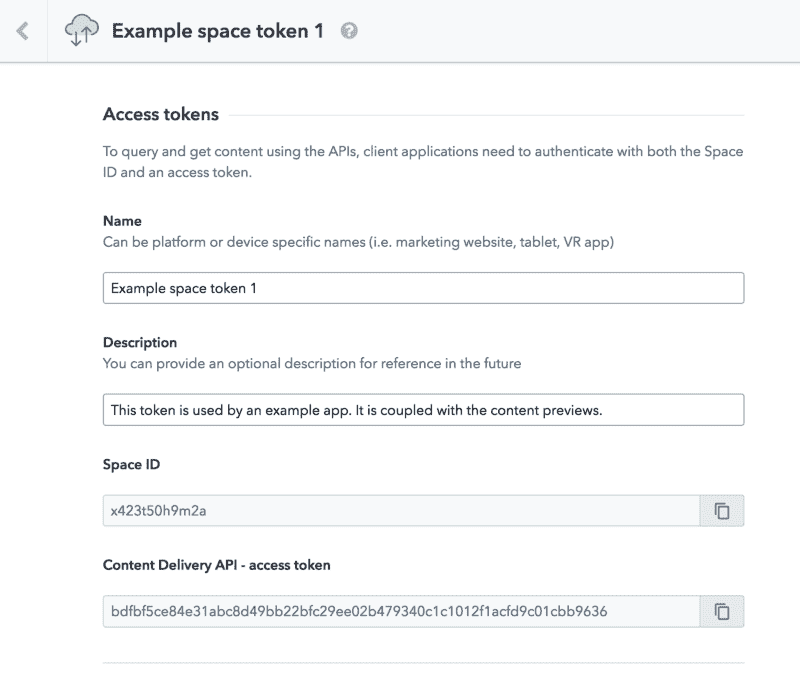 Example space token 1 ?
Access tokens
To query and get content using the APIs, client applications need to authenticate with both the Space
ID and an access token.
Name
Can be platform or device specific names (i.e. marketing website, tablet, VR app)
Example space token 1
Description
You can provide an optional description for reference in the future
This token is used by an example app. It is coupled with the content previews.
Space ID
x423t50h9m2a
Content Delivery API - access token
bdfbf5ce84e31abc8d49bb22bfc29ee02b479340c1c1012f1acfd9c01cbb9636